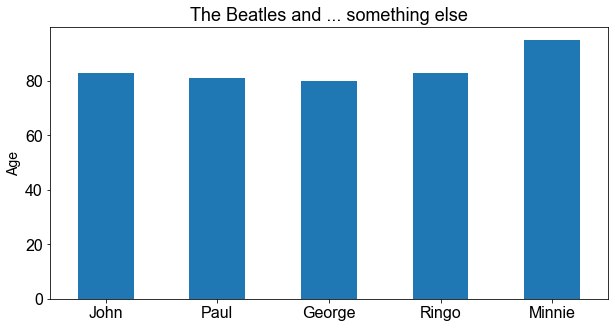 The Beatles and ... something else
Age
80
60
40
20
0
John Paul George Ringo Minnie